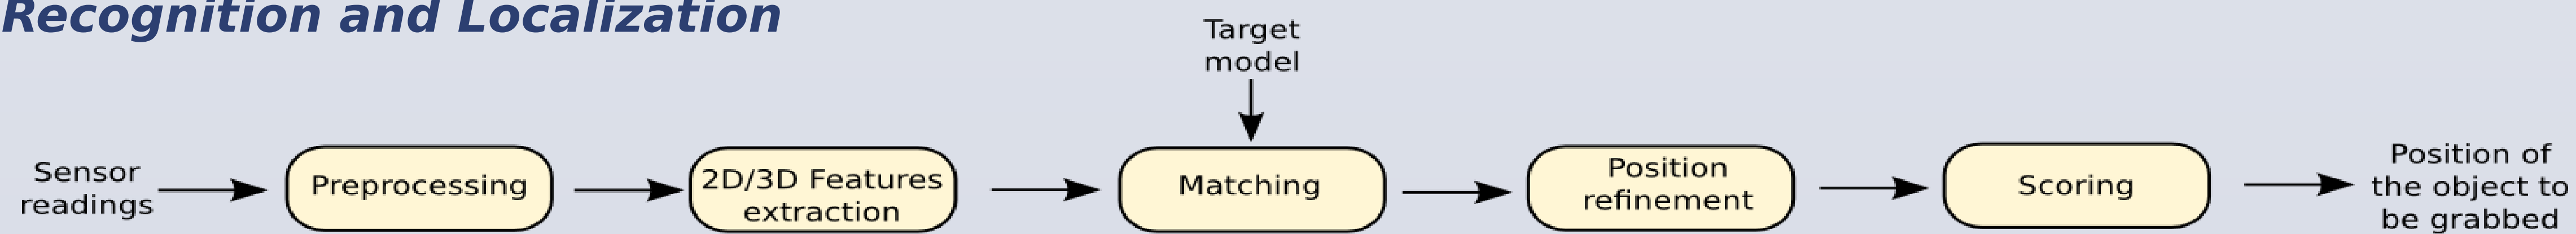 Recognition and Localization
Target
model
Sensor
readings
Preprocessing
2D/3D Features
extraction
Matching
Position
refinement
Scoring
Position of
the object to
be grabbed